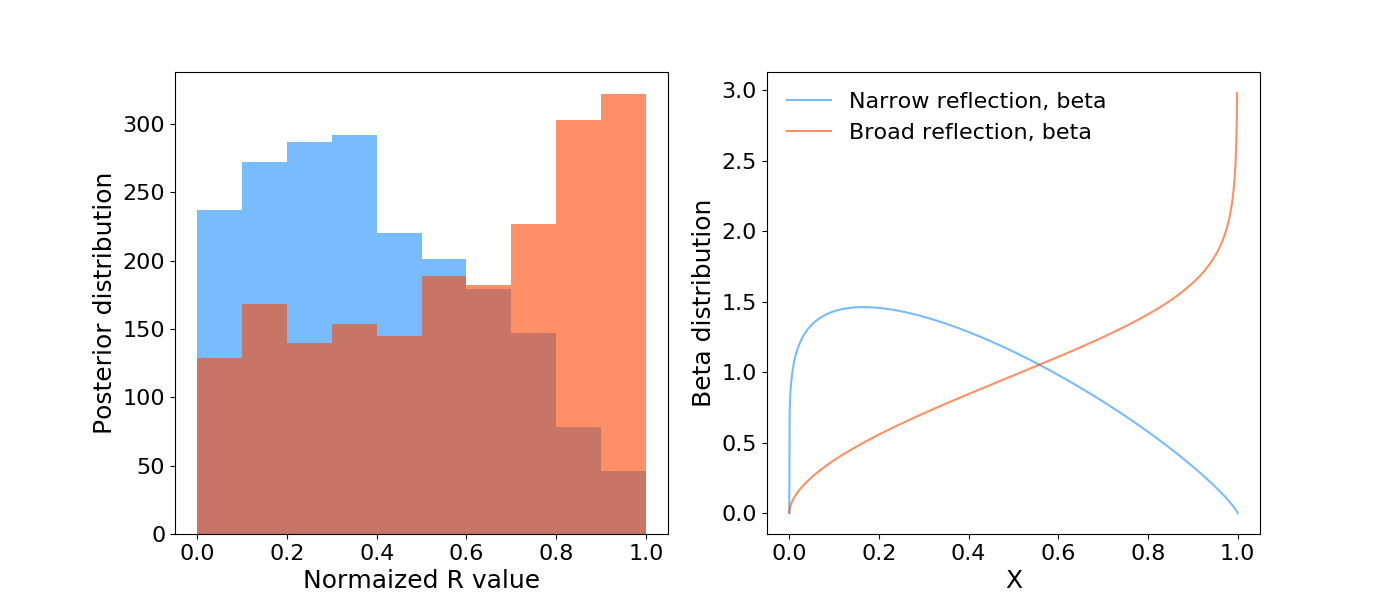 Posterior distribution
300
250
200
150
100
50
0
0.0 0.2 0.4 0.6 0.8 1.0
Normaized R value
Beta distribution
3.0
2.5
2.0
1.5
1.0
0.5
0.0
0.0 0.2 0.4 0.6 0.8 1.0
X
Narrow reflection, beta
Broad reflection, beta